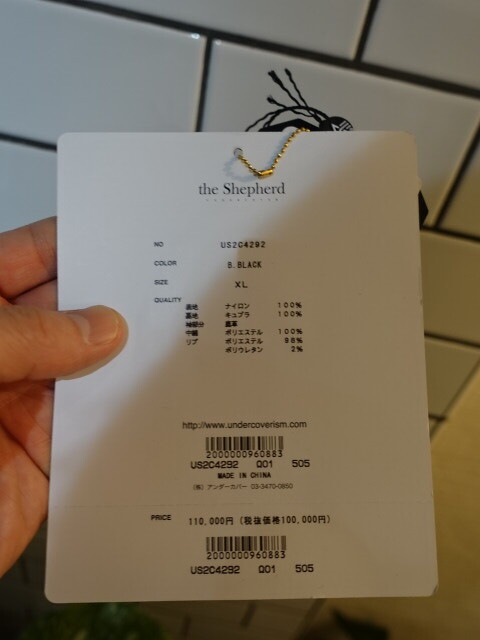 the Shepherd
UNDERCOVER
NO US2C4292
COLOR B.BLACK
SIZE XL
QUALITY
表地 ナイロン 100%
裏地 キュプラ 100%
袖部分 羊革
中綿 ポリエステル 100%
リブ ポリエステル 98%
ポリウレタン 2%
http://www.undercoverism.com
2000000960883
US2C4292 Q01 505
MADE IN CHINA
(株) アンダーカバー 03-3470-0850
PRICE 110,000円 (税抜価格100,000円)
2000000960883
US2C4292 Q01 505